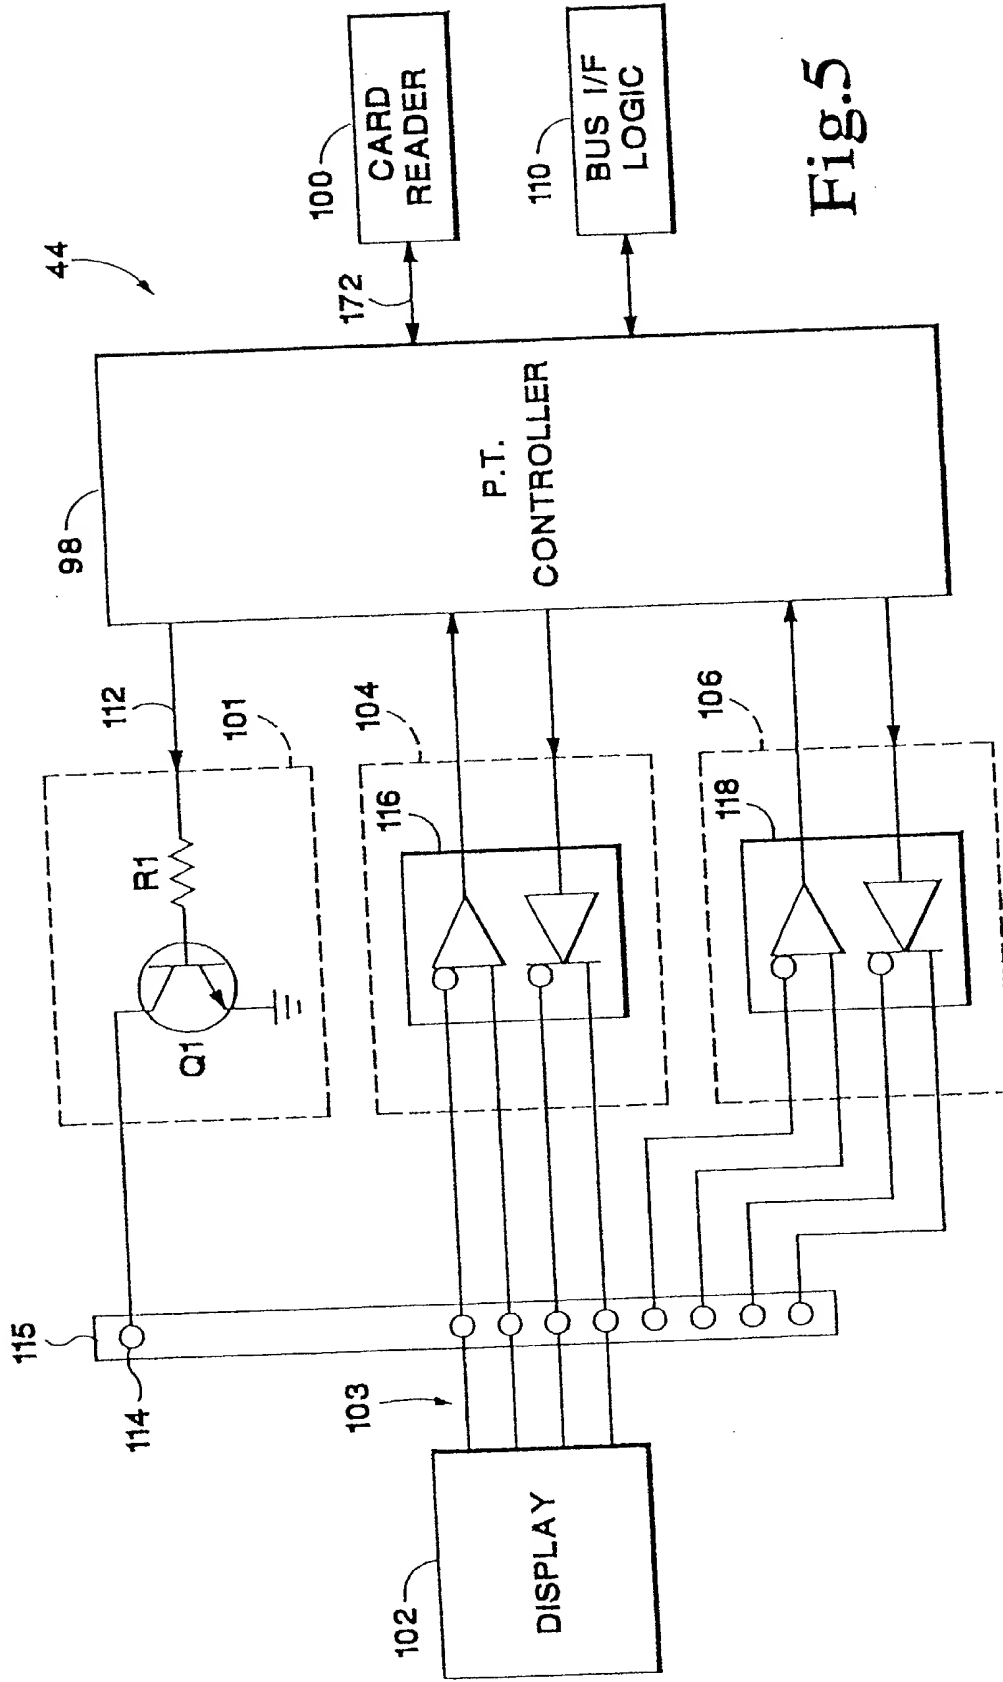 44
98
P.T.
CONTROLLER
100
CARD
READER
172
110
BUS I/F
LOGIC
112
101
R1
Q1
104
116
106
118
115
114
103
102
DISPLAY
Fig.5